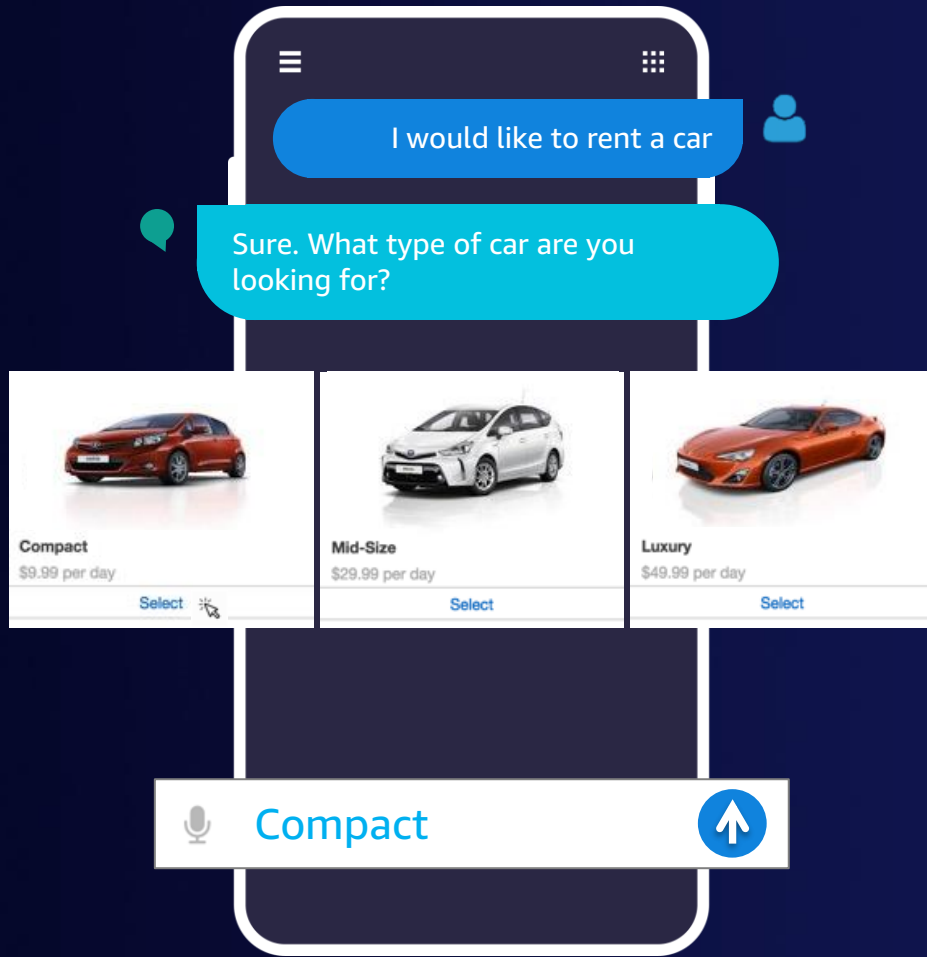 I would like to rent a car
Sure. What type of car are you
looking for?
Compact
$9.99 per day
Select
Mid-Size
$29.99 per day
Select
Luxury
$49.99 per day
Select
Compact